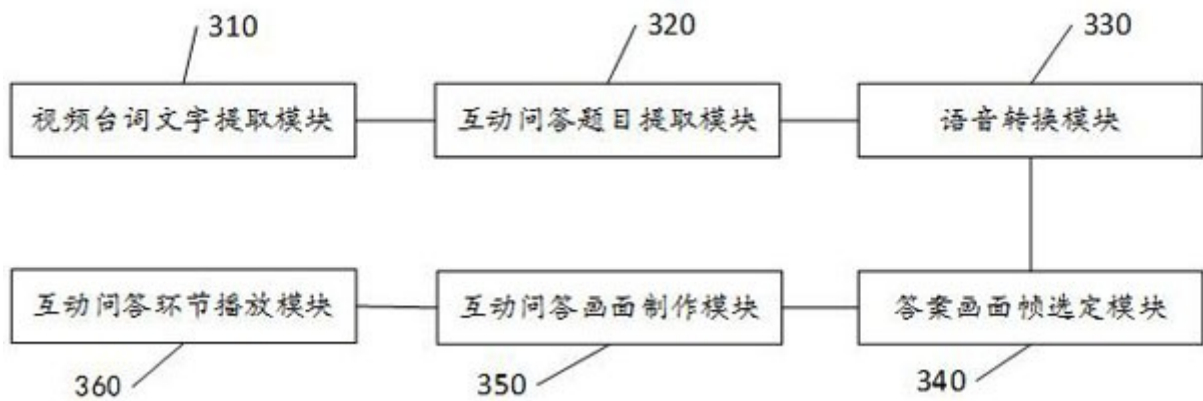 310
320
330
视频台词文字提取模块
互动问答题目提取模块
语音转换模块
互动问答环节播放模块
互动问答画面制作模块
答案画面帧选定模块
360
350
340